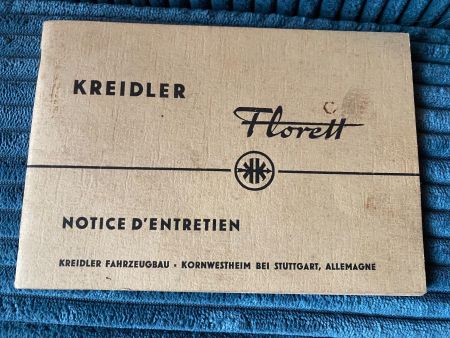 KREIDLER
Florett
NOTICE D'ENTRETIEN
KREIDLER FAHRZEUGBAU • KORNWESTHEIM BEI STUTTGART, ALLEMAGNE